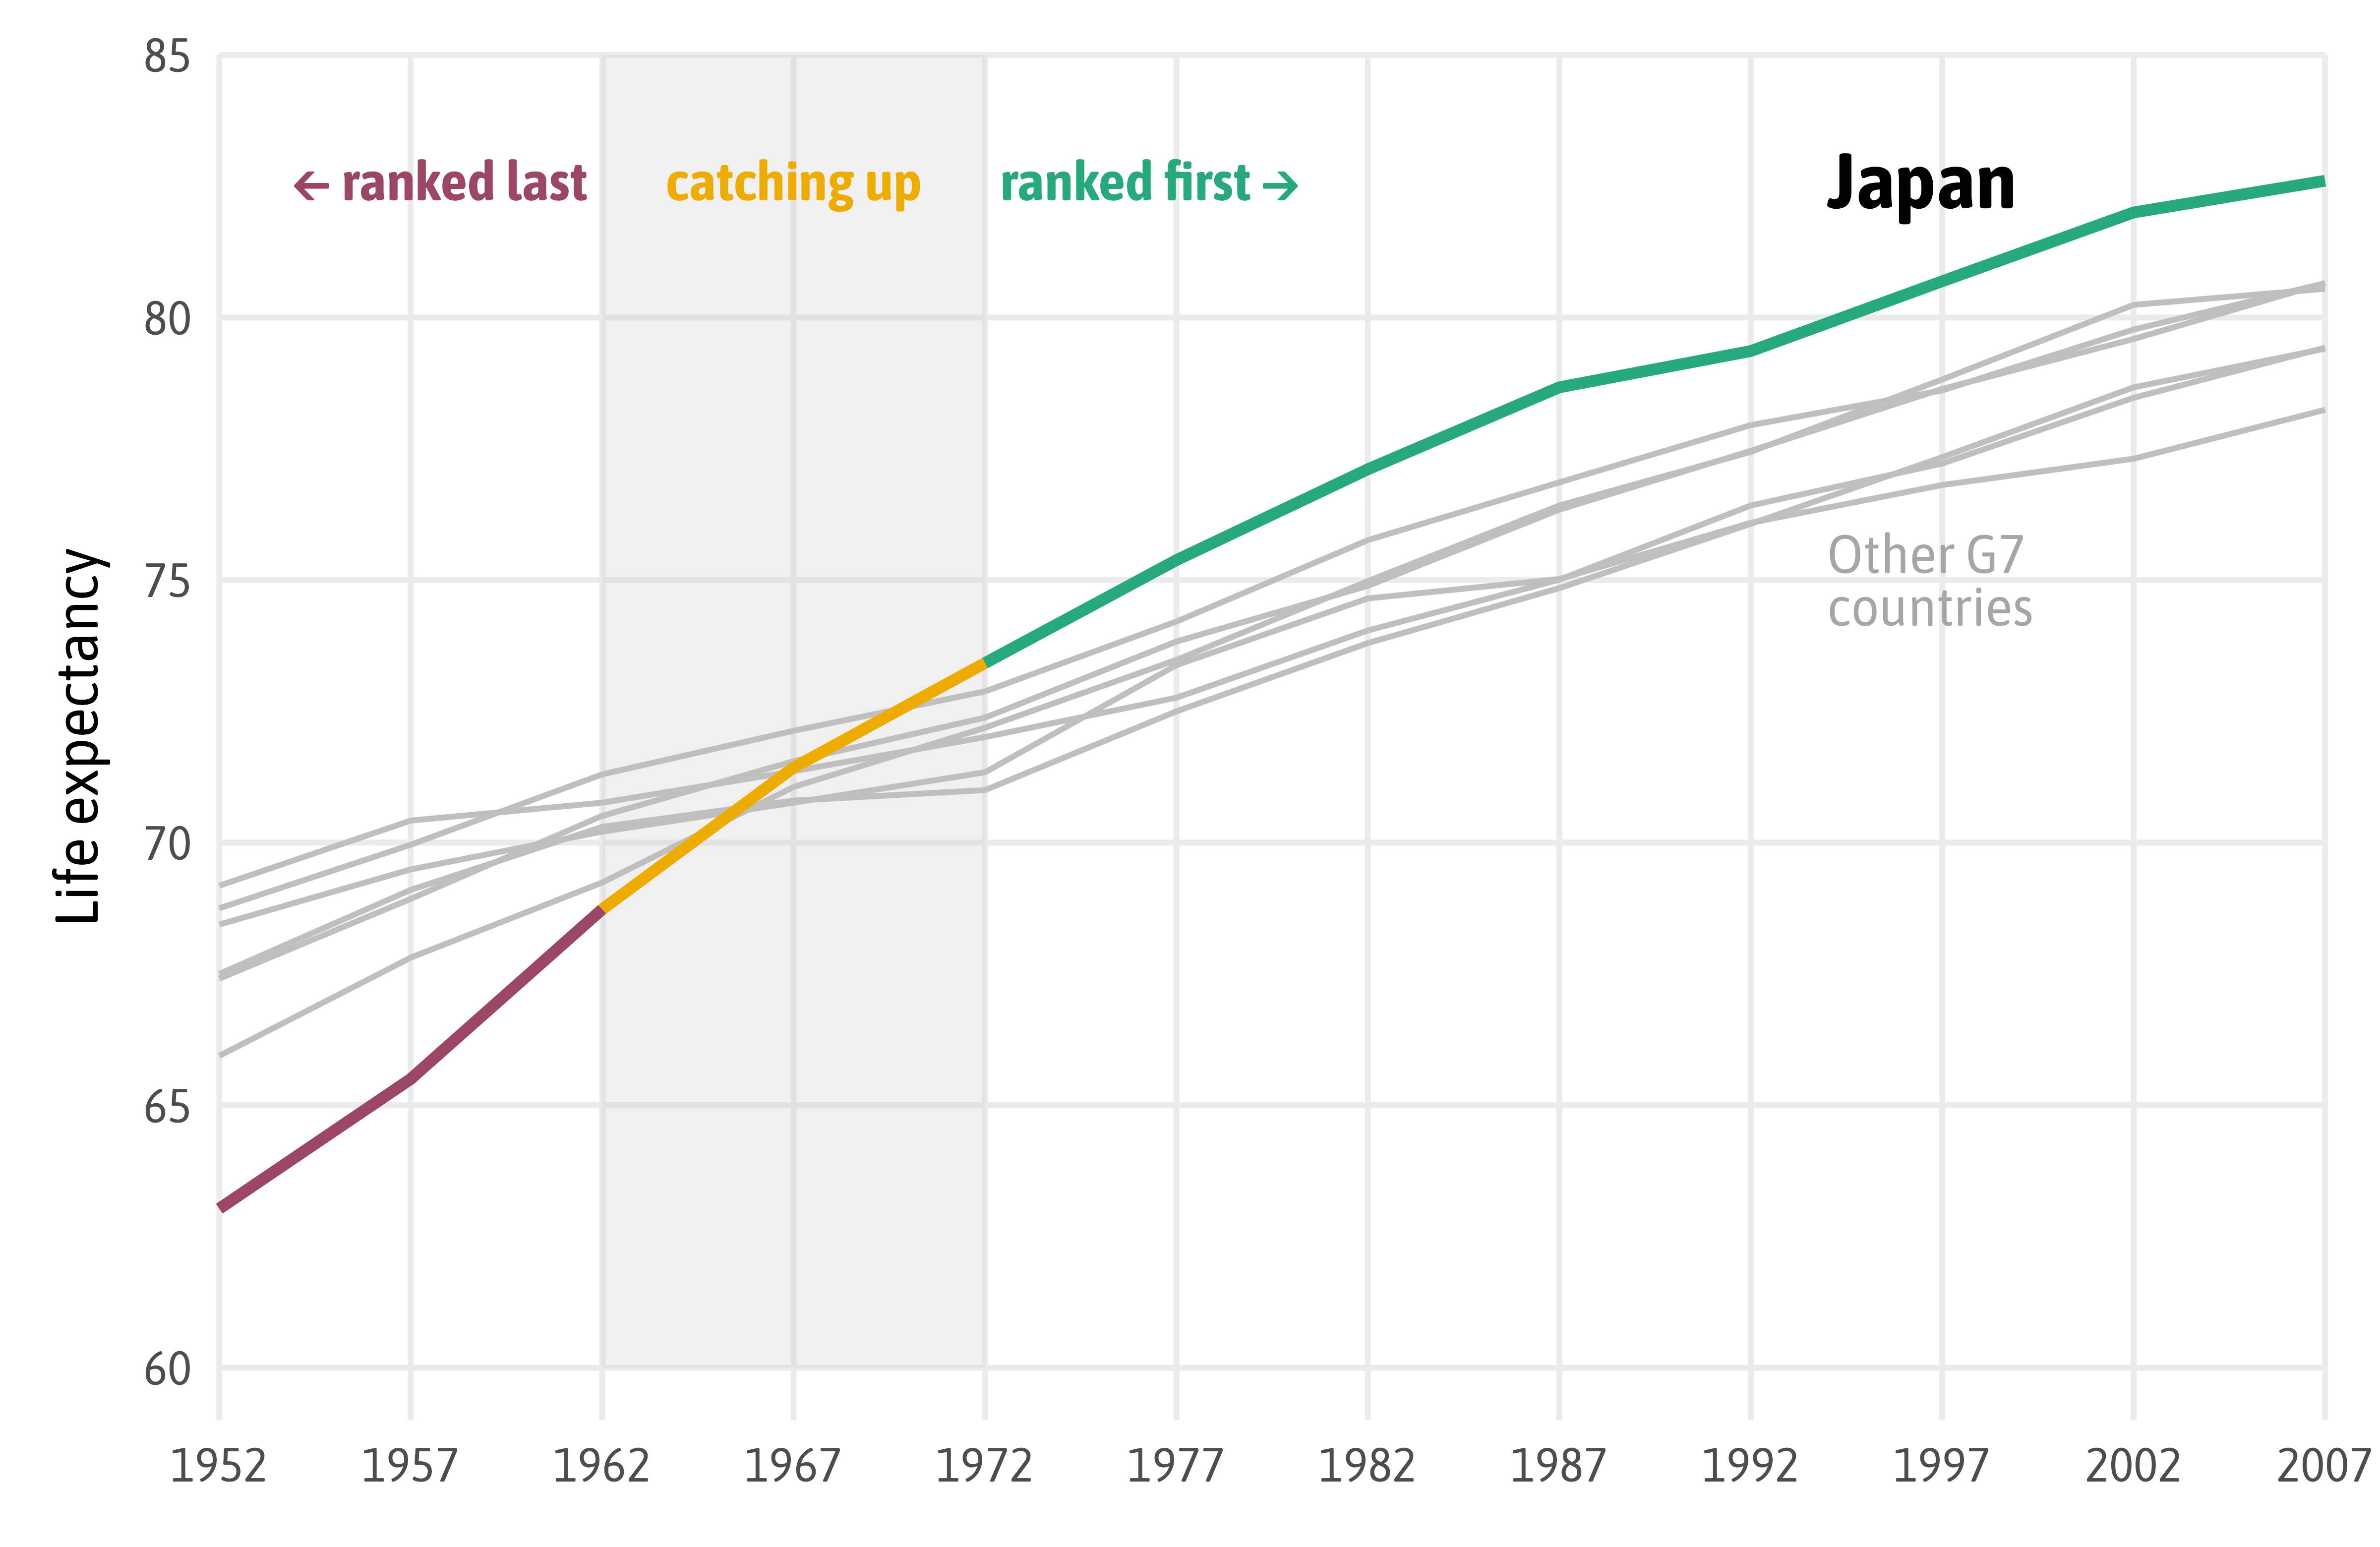 85
← ranked last
catching up
ranked first →
Japan
80
Other G7
countries
75
Life expectancy
70
65
60
1952 1957 1962 1967 1972 1977 1982 1987 1992 1997 2002 2007